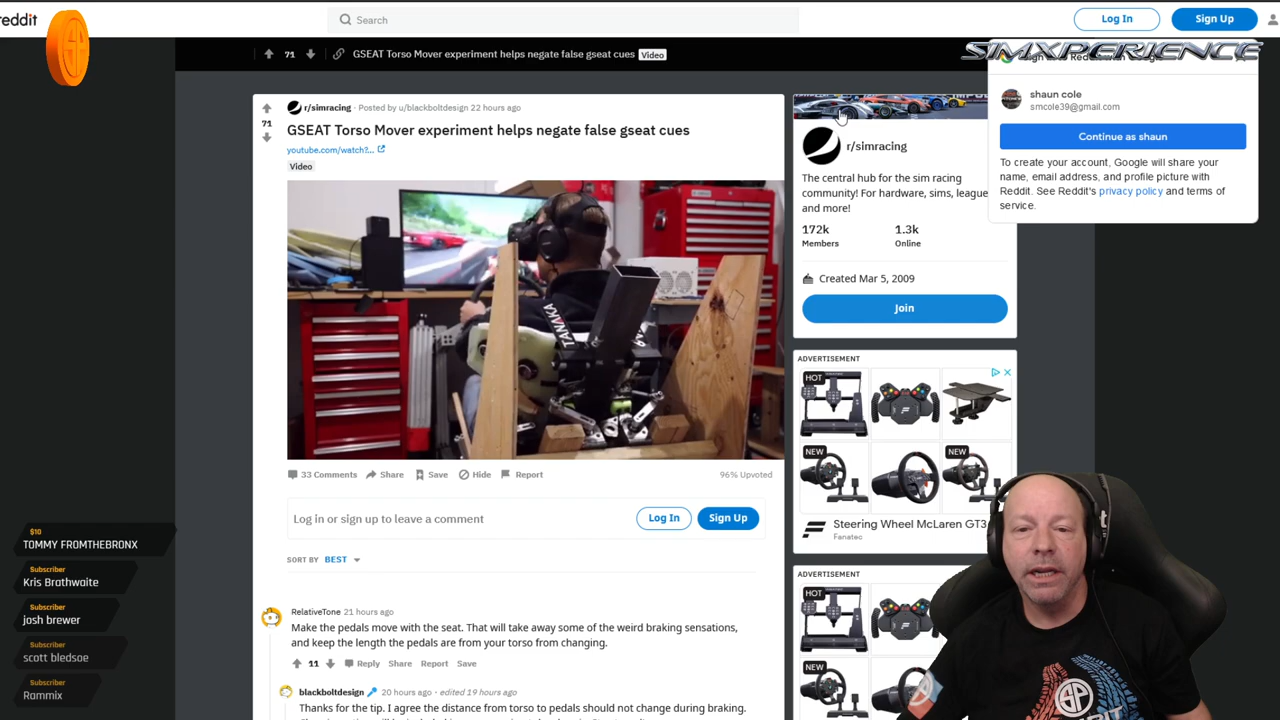 reddit
Search
Log In
Sign Up
71
GSEAT Torso Mover experiment helps negate false gseat cues
Video
SIMXPERIENCE
shaun cole
smcole39@gmail.com
Continue as shaun
To create your account, Google will share your
name, email address, and profile picture with
Reddit. See Reddit's privacy policy and terms of
service.
r/simracing
Posted by u/blackboltdesign 22 hours ago
71
GSEAT Torso Mover experiment helps negate false gseat cues
youtube.com/watch?...
Video
TANAKA
33 Comments
Share
Save
Hide
Report
96% Upvoted
Log in or sign up to leave a comment
Log In
Sign Up
SORT BY BEST
RelativeTone 21 hours ago
Make the pedals move with the seat. That will take away some of the weird braking sensations,
and keep the length the pedals are from your torso from changing.
11
Reply
Share
Report
Save
blackboltdesign 20 hours ago • edited 19 hours ago
Thanks for the tip. I agree the distance from torso to pedals should not change during braking.
r/simracing
The central hub for the sim racing
community! For hardware, sims, league
and more!
172k
Members
1.3k
Online
Created Mar 5, 2009
Join
ADVERTISEMENT
HOT
NEW
NEW
Steering Wheel McLaren GT3
Fanatec
ADVERTISEMENT
HOT
NEW
$10
TOMMY FROMTHEBRONX
Subscriber
Kris Brathwaite
Subscriber
josh brewer
Subscriber
scott bledsoe
Subscriber
Rammix